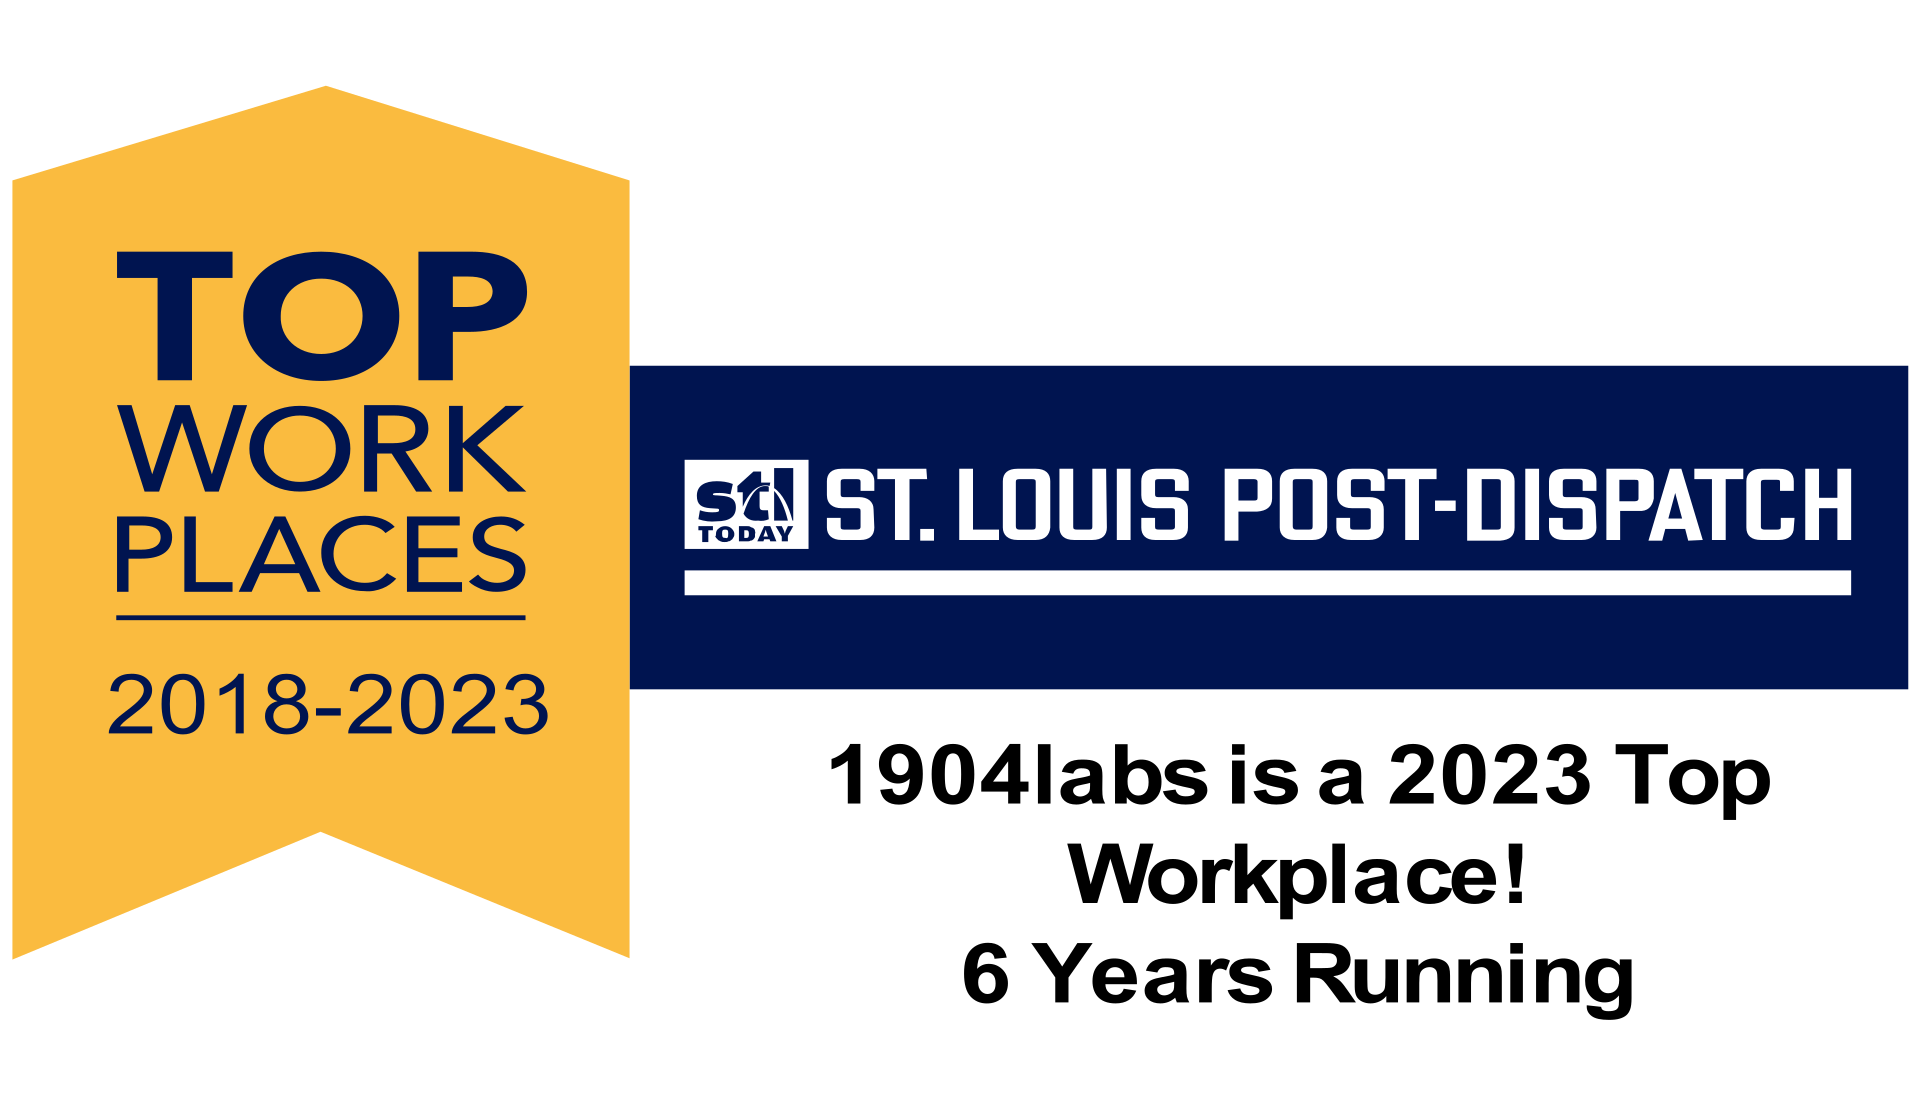 TOP
WORK
PLACES
2018-2023
stl
TODAY
ST. LOUIS POST-DISPATCH
1904labs is a 2023 Top
Workplace!
6 Years Running